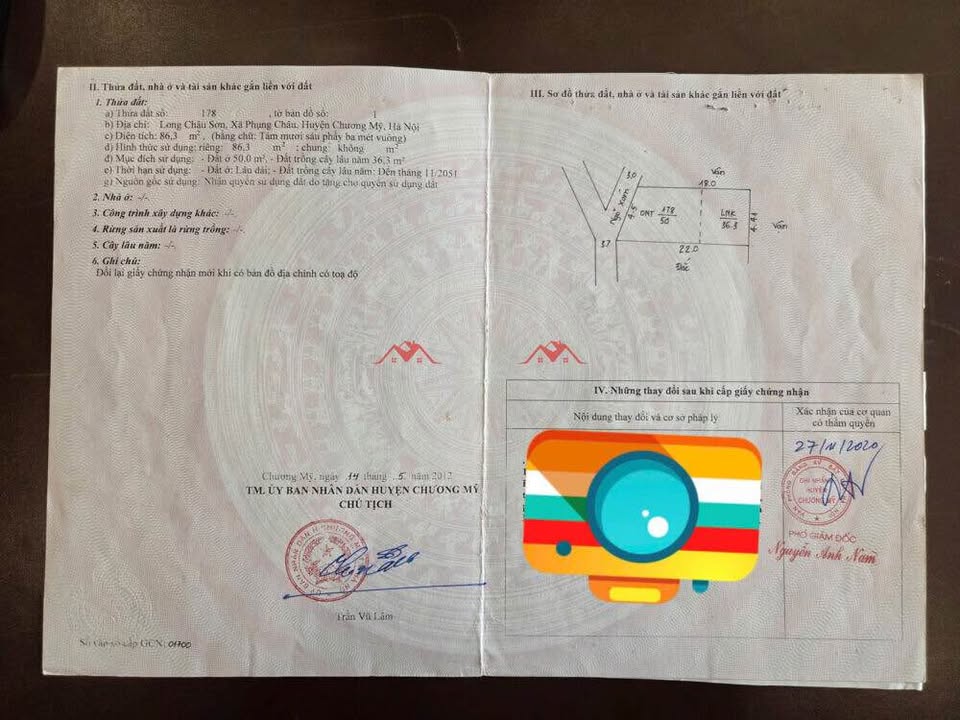 II. Thửa đất, nhà ở và tài sản khác gắn liền với đất
1. Thửa đất:
a) Thửa đất số: 178 , tờ bản đồ số: 1
b) Địa chỉ: Long Châu Sơn, Xã Phụng Châu, Huyện Chương Mỹ, Hà Nội
c) Diện tích: 86,3 m², (bằng chữ: Tám mươi sáu phẩy ba mét vuông)
d) Hình thức sử dụng: riêng: 86,3 m² ; chung không m²
đ) Mục đích sử dụng: - Đất ở 50.0 m², - Đất trồng cây lâu năm 36.3 m²
e) Thời hạn sử dụng: - Đất ở: Lâu dài; - Đất trồng cây lâu năm: Đến tháng 11/2051
g) Nguồn gốc sử dụng: Nhận quyền sử dụng đất do tặng cho quyền sử dụng đất
2. Nhà ở: -/-
3. Công trình xây dựng khác: -/-
4. Rừng sản xuất là rừng trồng: -/-
5. Cây lâu năm: -/-
6. Ghi chú:
Đổi lại giấy chứng nhận mới khi có bản đồ địa chính có toạ độ
Chương Mỹ, ngày 14 tháng 5 năm 2012
TM. ỦY BAN NHÂN DÂN HUYỆN CHƯƠNG MỸ
CHỦ TỊCH
Trần Vũ Lâm
Số vào sổ cấp GCN: 01700
III. Sơ đồ thửa đất, nhà ở và tài sản khác gắn liền với đất
3,0
Vấn
18.0
Ngõ xóm
4.5
ONT 178
50
LNK
36.3
4.41
Vấn
3.7
22.0
IV. Những thay đổi sau khi cấp giấy chứng nhận
Nội dung thay đổi và cơ sở pháp lý
Xác nhận của cơ quan
có thẩm quyền
27/11/2020
CHI NHÁNH
HUYỆN
CHƯƠNG MỸ
PHÓ GIÁM ĐỐC
Nguyễn Anh Nam